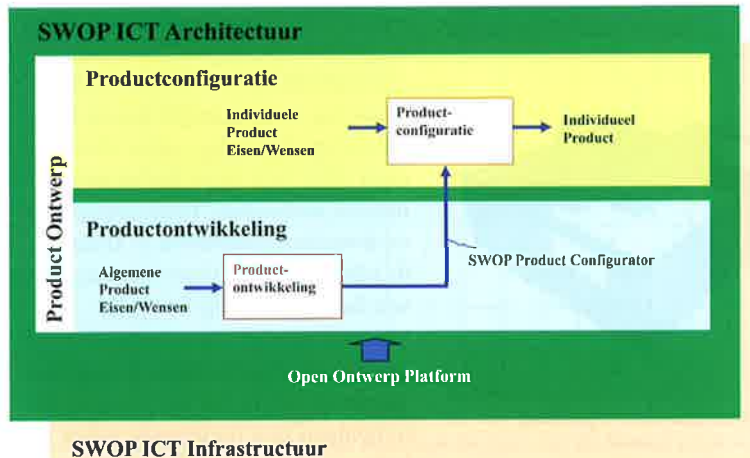 SWOP ICT Architectuur
Product Ontwerp
Productconfiguratie
Individuele
Product
Eisen/Wensen
Product-
configuratie
Individueel
Product
Productontwikkeling
Algemene
Product
Eisen/Wensen
Product-
ontwikkeling
SWOP Product Configurator
Open Ontwerp Platform
SWOP ICT Infrastructuur